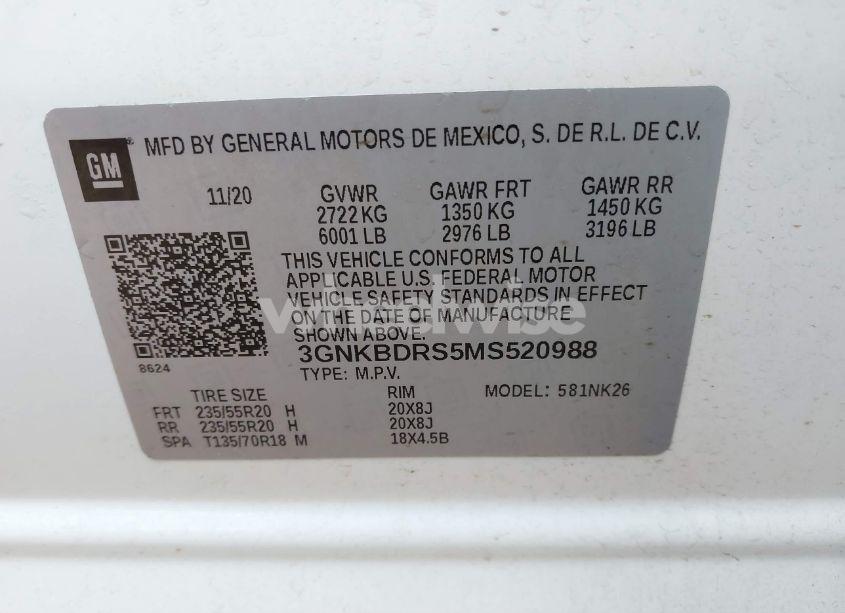 GM
MFD BY GENERAL MOTORS DE MEXICO, S. DE R.L. DE C.V.
11/20 GVWR GAWR FRT GAWR RR
2722 KG 1350 KG 1450 KG
6001 LB 2976 LB 3196 LB
THIS VEHICLE CONFORMS TO ALL
APPLICABLE U.S. FEDERAL MOTOR
VEHICLE SAFETY STANDARDS IN EFFECT
ON THE DATE OF MANUFACTURE
SHOWN ABOVE.
3GNKBDRS5MS520988
8624
TYPE: M.P.V.
TIRE SIZE RIM MODEL: 581NK26
FRT 235/55R20 H 20X8J
RR 235/55R20 H 20X8J
SPA T135/70R18 M 18X4.5B